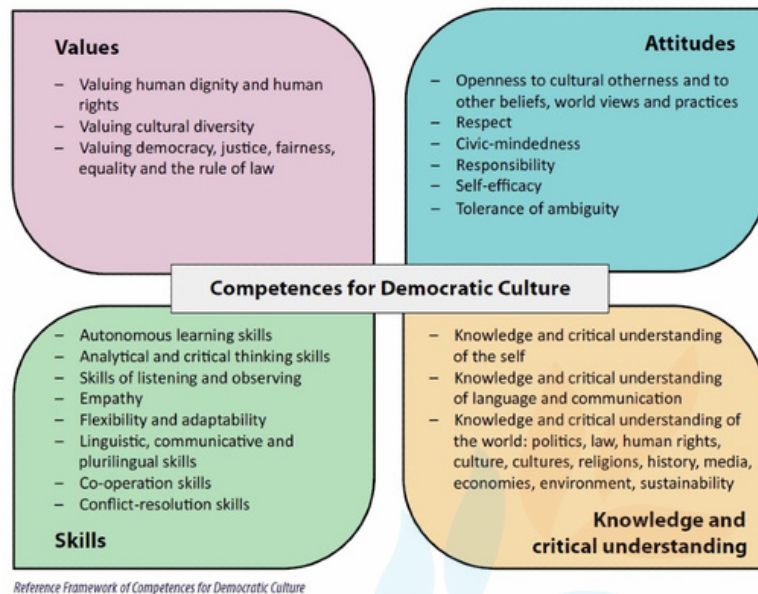 Values
– Valuing human dignity and human
rights
– Valuing cultural diversity
– Valuing democracy, justice, fairness,
equality and the rule of law
Attitudes
– Openness to cultural otherness and to
other beliefs, world views and practices
– Respect
– Civic-mindedness
– Responsibility
– Self-efficacy
– Tolerance of ambiguity
Competences for Democratic Culture
– Autonomous learning skills
– Analytical and critical thinking skills
– Skills of listening and observing
– Empathy
– Flexibility and adaptability
– Linguistic, communicative and
plurilingual skills
– Co-operation skills
– Conflict-resolution skills
Skills
– Knowledge and critical understanding
of the self
– Knowledge and critical understanding
of language and communication
– Knowledge and critical understanding of
the world: politics, law, human rights,
culture, cultures, religions, history, media,
economies, environment, sustainability
Knowledge and
critical understanding
Reference Framework of Competences for Democratic Culture